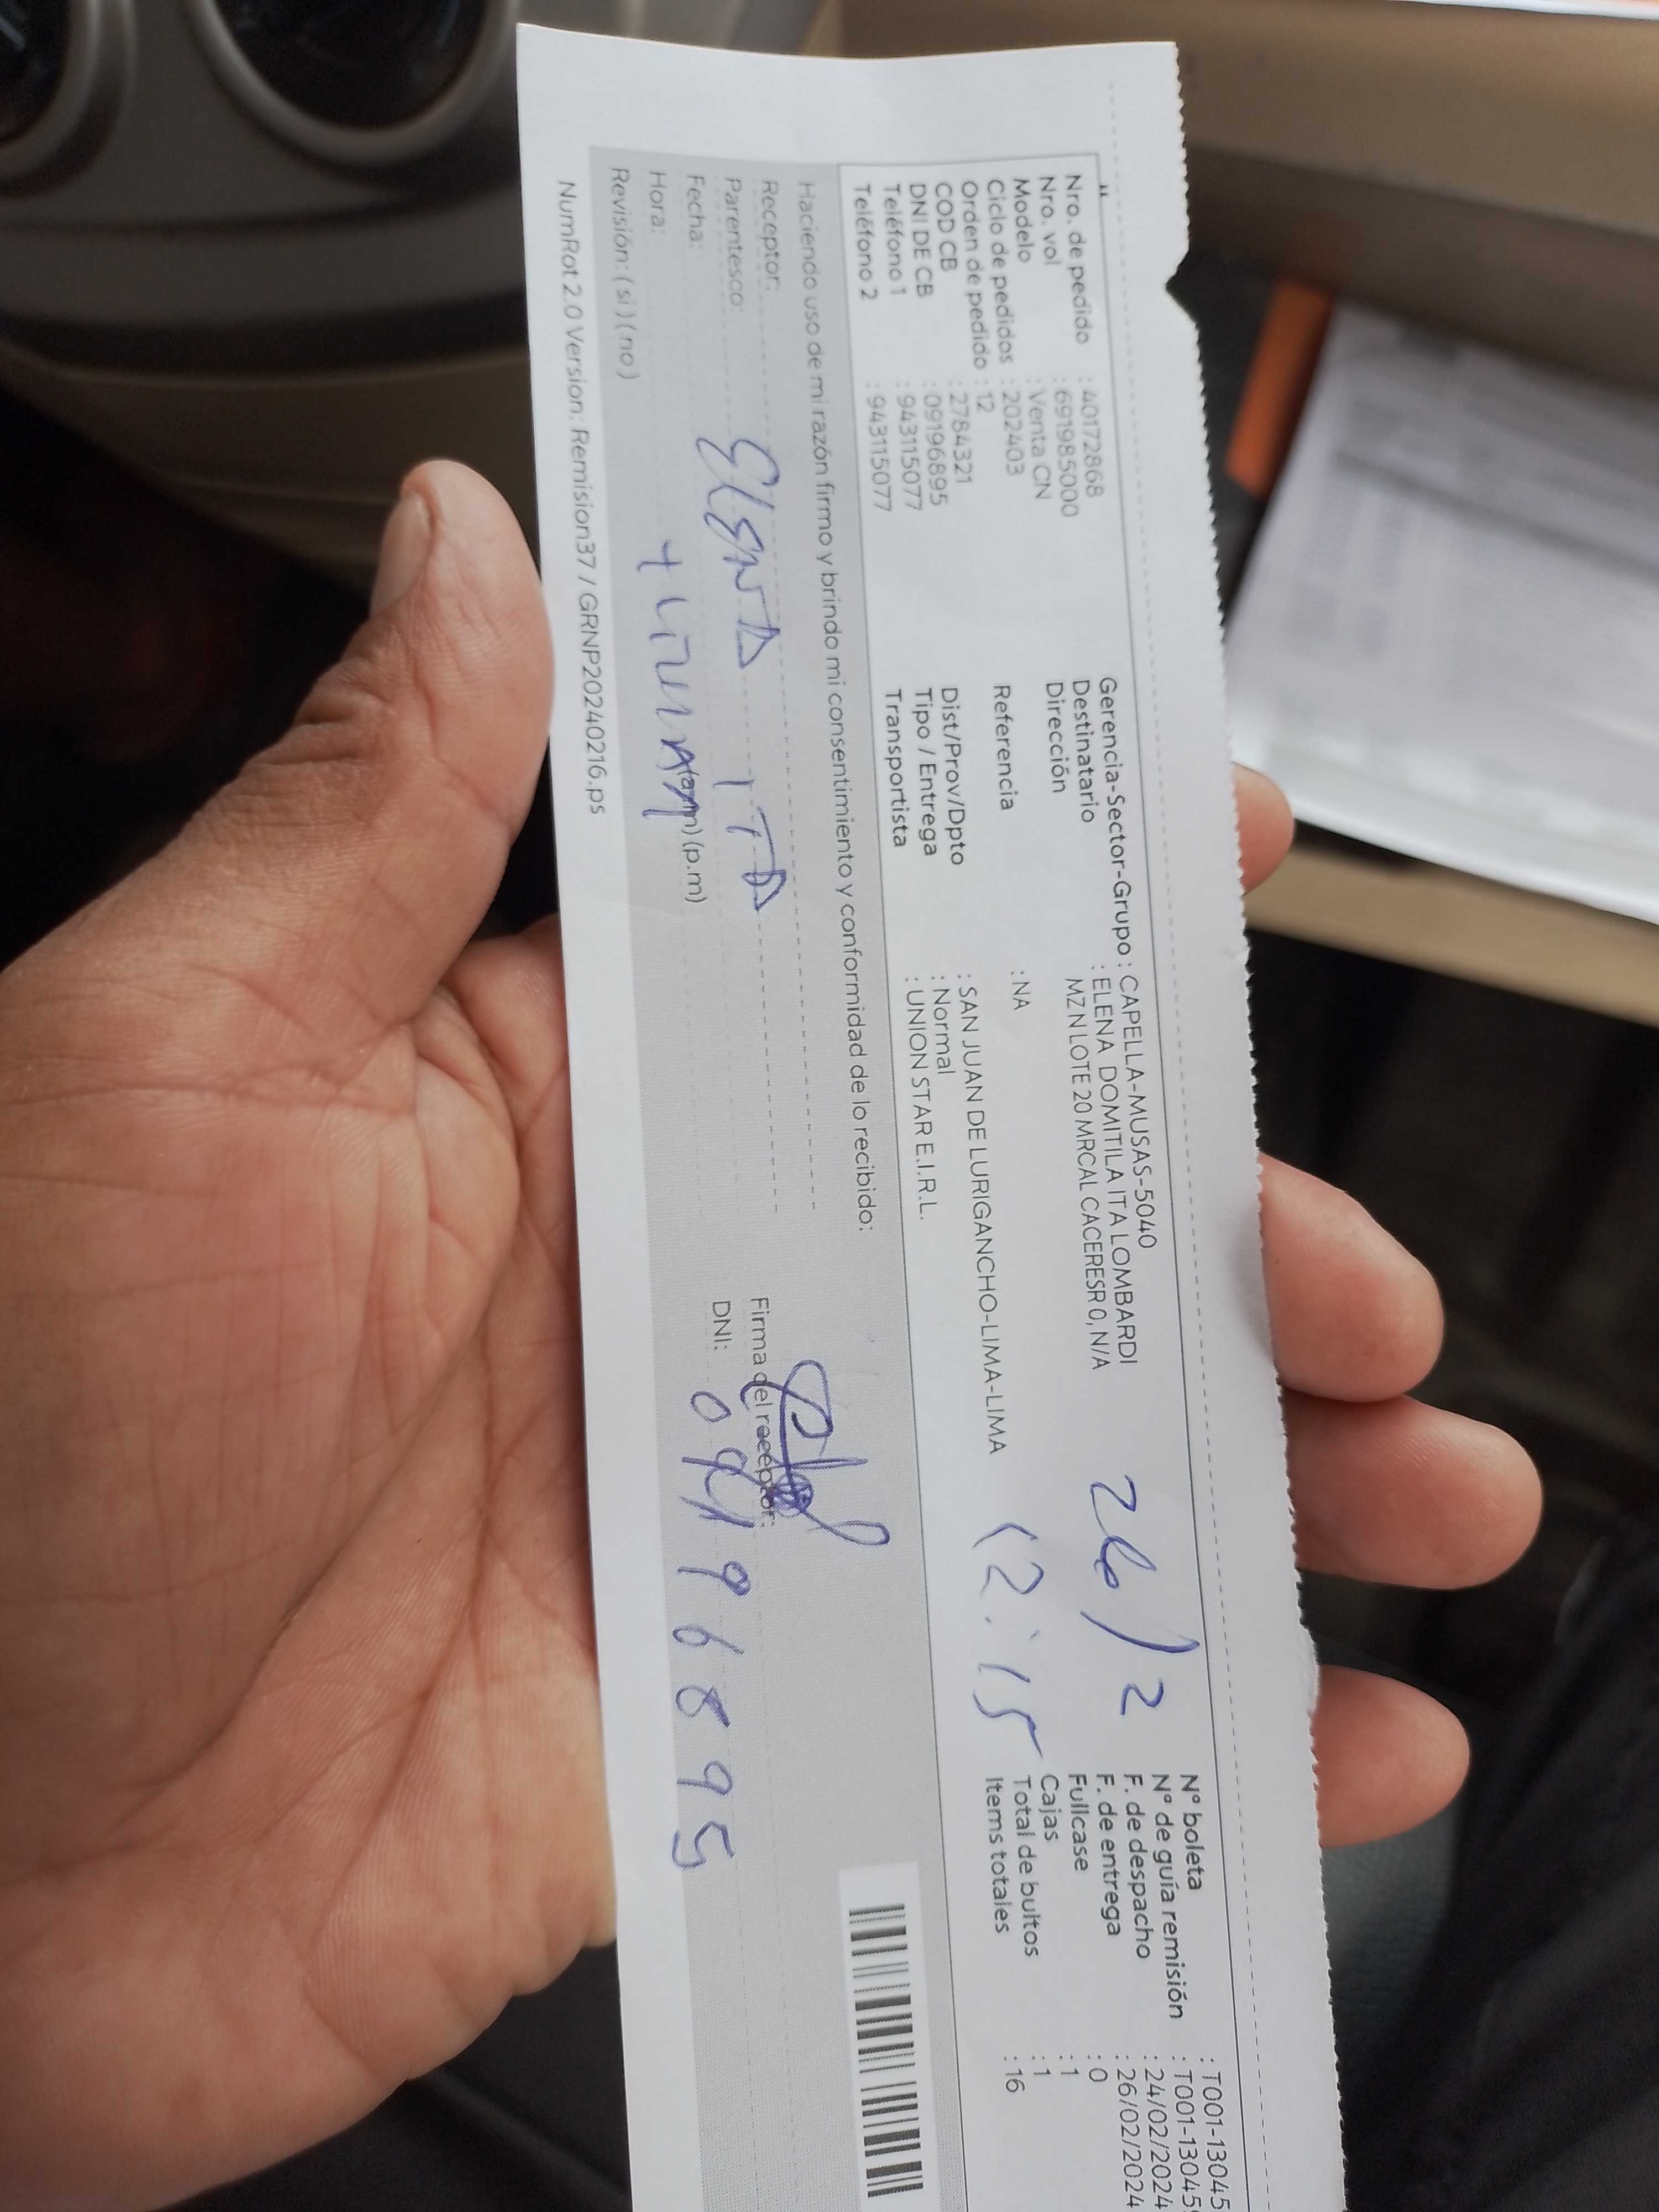 Nro. de pedido : 40172868
Nro. vol : 691985000
Modelo : Venta CN
Ciclo de pedidos : 202403
Orden de pedido : 12
COD CB : 2784321
DNI DE CB : 09196895
Teléfono 1 : 943115077
Teléfono 2 : 943115077
Gerencia-Sector-Grupo : CAPELLA-MUSAS-5040
Destinatario : ELENA DOMITILA ITA LOMBARDI
Dirección MZ N LOTE 20 MRCAL CACERESR 0, N/A
Referencia : NA
Dist/Prov/Dpto : SAN JUAN DE LURIGANCHO-LIMA-LIMA
Tipo / Entrega : Normal
Transportista : UNION STAR E.I.R.L.
26/2
12:15
N° boleta : T001-13045
N° de guía remisión : T001-13045
F. de despacho : 24/02/2024
F. de entrega : 26/02/2024
Fullcase : 0
Cajas : 1
Total de bultos : 1
Items totales : 16
Haciendo uso de mi razón firmo y brindo mi consentimiento y conformidad de lo recibido:
Receptor:
Parentesco: Elena ITA
Fecha:
Hora: (a.m) (p.m)
Revisión: ( si ) ( no )
Firma del receptor:
DNI: 09196895
NumRot 2.0 Version: Remision37 / GRNP20240216.ps